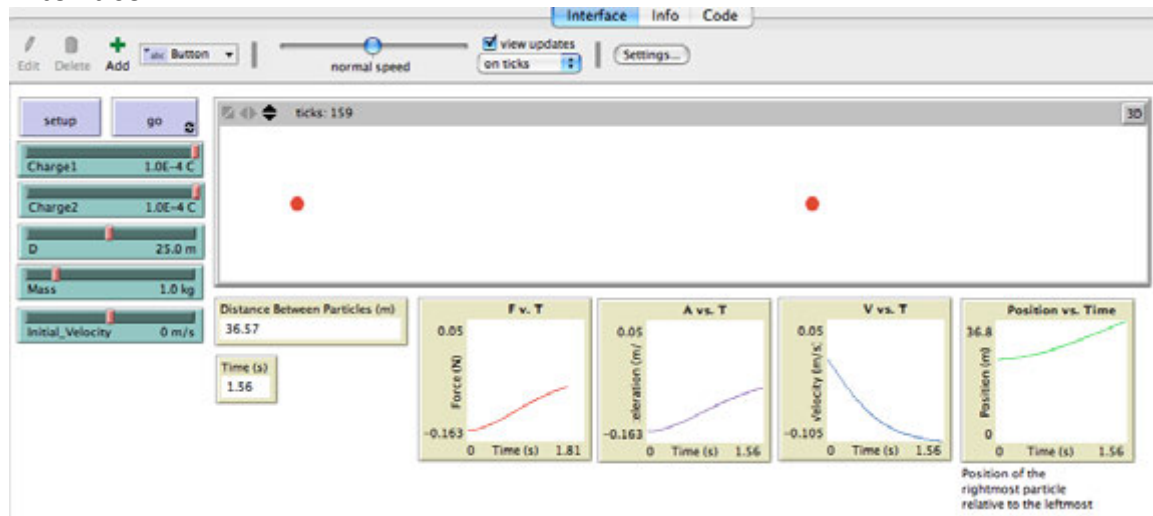 Interface Info Code
Edit Delete Add abc Button normal speed view updates on ticks Settings...
setup go
ticks: 159 3D
Charge1 1.0E-4 C
Charge2 1.0E-4 C
D 25.0 m
Mass 1.0 kg
Initial_Velocity 0 m/s
Distance Between Particles (m)
36.57
Time (s)
1.56
F v. T
0.05
Force (N)
-0.163
0 Time (s) 1.81
A vs. T
0.05
eleration (m/
-0.163
0 Time (s) 1.56
V vs. T
0.05
Velocity (m/s)
-0.105
0 Time (s) 1.56
Position vs. Time
36.8
Position (m)
0
0 Time (s) 1.56
Position of the
rightmost particle
relative to the leftmost